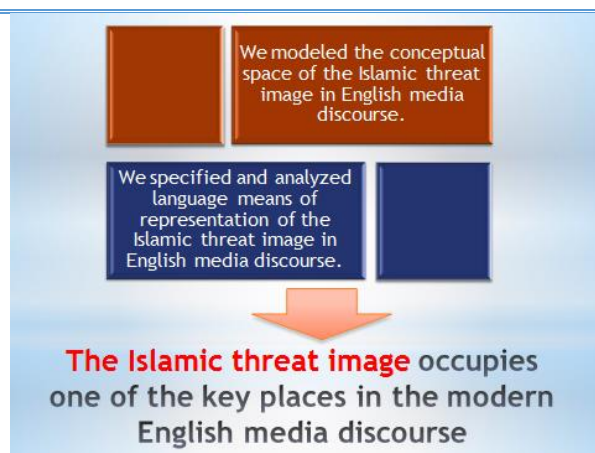 We modeled the conceptual
space of the Islamic threat
image in English media
discourse.
We specified and analyzed
language means of
representation of the
Islamic threat image in
English media discourse.
The Islamic threat image occupies
one of the key places in the modern
English media discourse